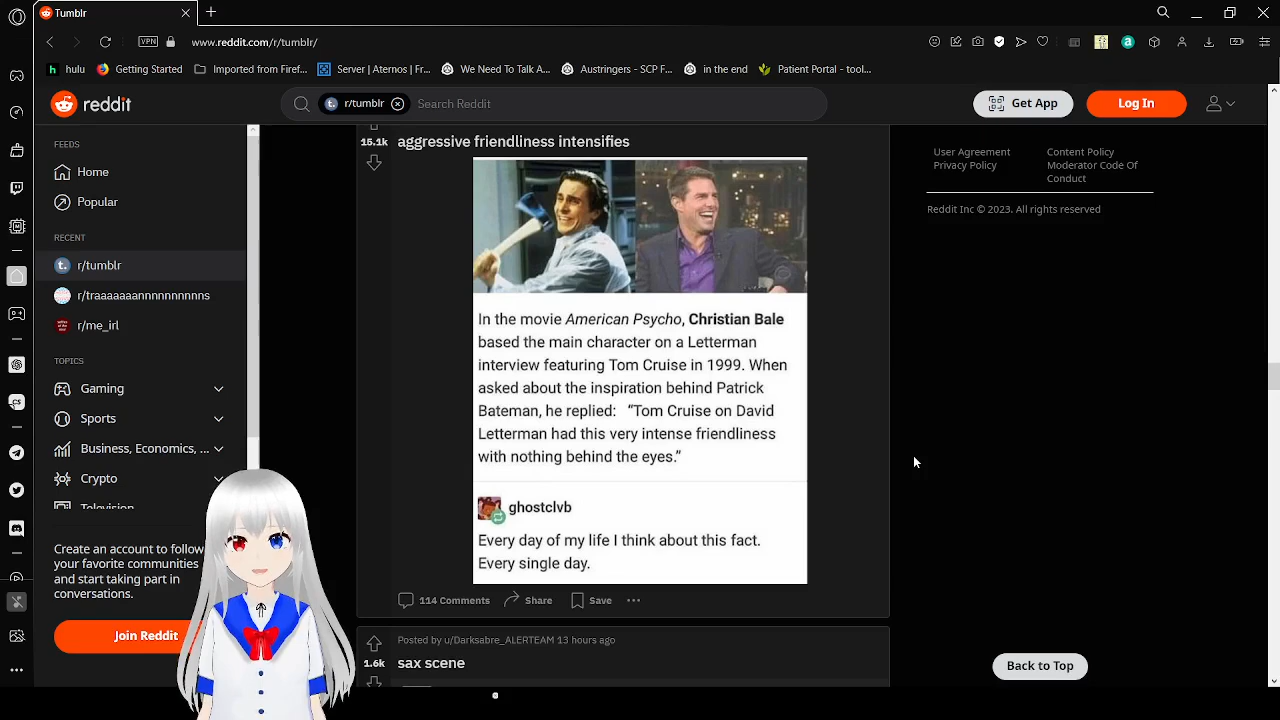 Tumblr
VPN
www.reddit.com/r/tumblr/
hulu
Getting Started
Imported from Firef...
Server | Aternos | Fr...
We Need To Talk A...
Austringers - SCP F...
in the end
Patient Portal - tool...
reddit
r/tumblr
Search Reddit
Get App
Log In
FEEDS
Home
Popular
RECENT
r/tumblr
r/traaaaaaannnnnnnnnns
r/me_irl
TOPICS
Gaming
Sports
Business, Economics, ...
Crypto
Television
Create an account to follow
your favorite communities
and start taking part in
conversations.
Join Reddit
15.1k
aggressive friendliness intensifies
In the movie American Psycho, Christian Bale
based the main character on a Letterman
interview featuring Tom Cruise in 1999. When
asked about the inspiration behind Patrick
Bateman, he replied: “Tom Cruise on David
Letterman had this very intense friendliness
with nothing behind the eyes.”
ghostclvb
Every day of my life I think about this fact.
Every single day.
114 Comments
Share
Save
Posted by u/Darksabre_ALERTEAM 13 hours ago
1.6k
sax scene
User Agreement
Privacy Policy
Content Policy
Moderator Code Of
Conduct
Reddit Inc © 2023. All rights reserved
Back to Top